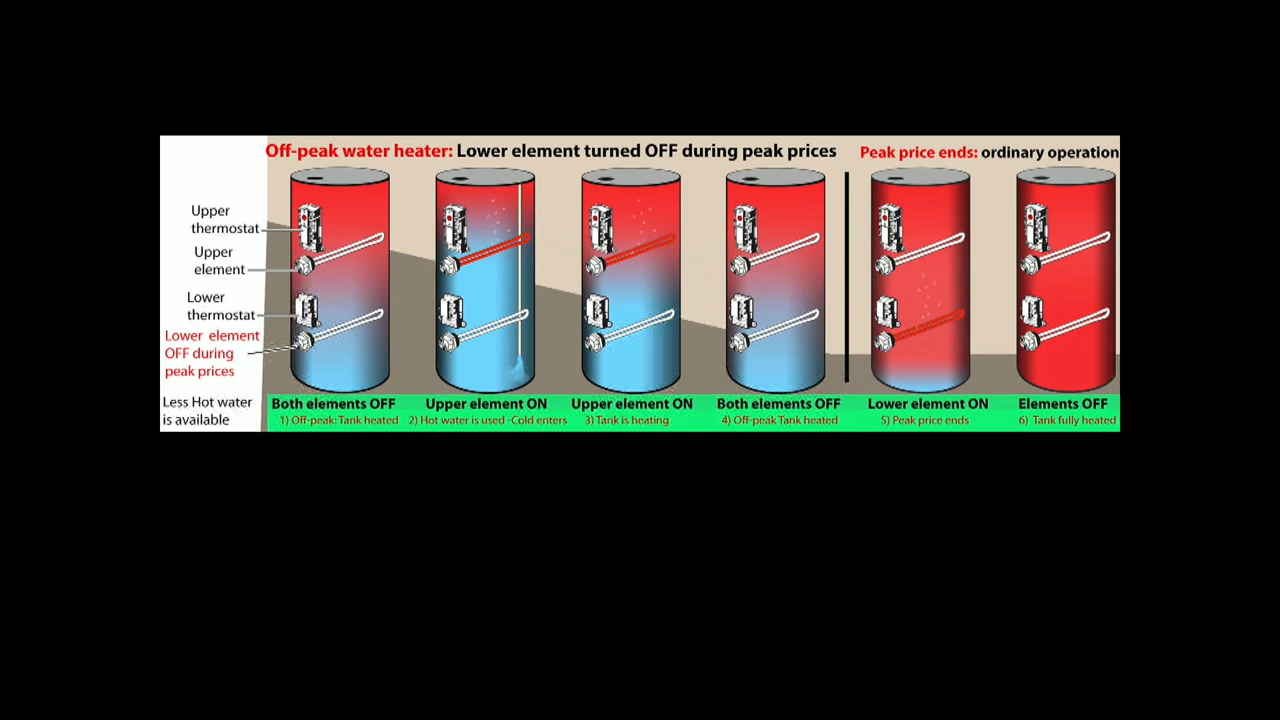 Off-peak water heater: Lower element turned OFF during peak prices
Peak price ends: ordinary operation
Upper
thermostat
Upper
element
Lower
thermostat
Lower element
OFF during
peak prices
Less Hot water
is available
Both elements OFF
1) Off-peak: Tank heated
Upper element ON
2) Hot water is used -Cold enters
Upper element ON
3) Tank is heating
Both elements OFF
4) Off-peak Tank heated
Lower element ON
5) Peak price ends
Elements OFF
6) Tank fully heated